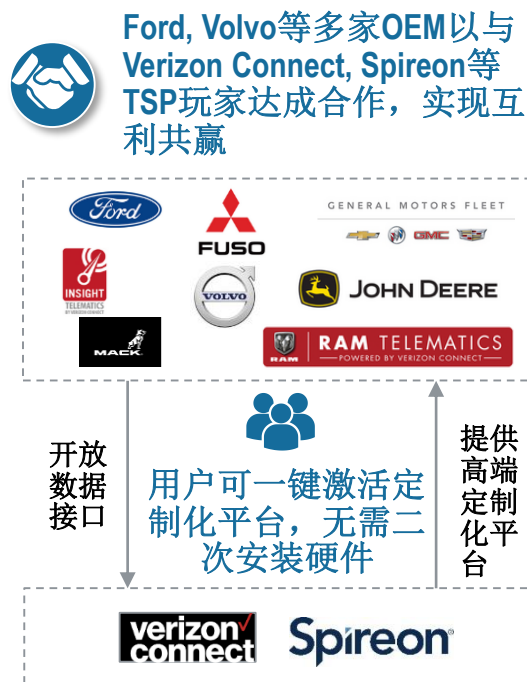 Ford, Volvo等多家OEM以与
Verizon Connect, Spireon等
TSP玩家达成合作，实现互
利共赢
Ford
FUSO
GENERAL MOTORS FLEET
GMC
INSIGHT
TELEMATICS
BY VERIZON CONNECT
VOLVO
JOHN DEERE
MACK
RAM
RAM TELEMATICS
POWERED BY VERIZON CONNECT
开放
数据
接口
用户可一键激活定
制化平台，无需二
次安装硬件
提供
高端
定制
化平
台
verizon
connect
Spireon